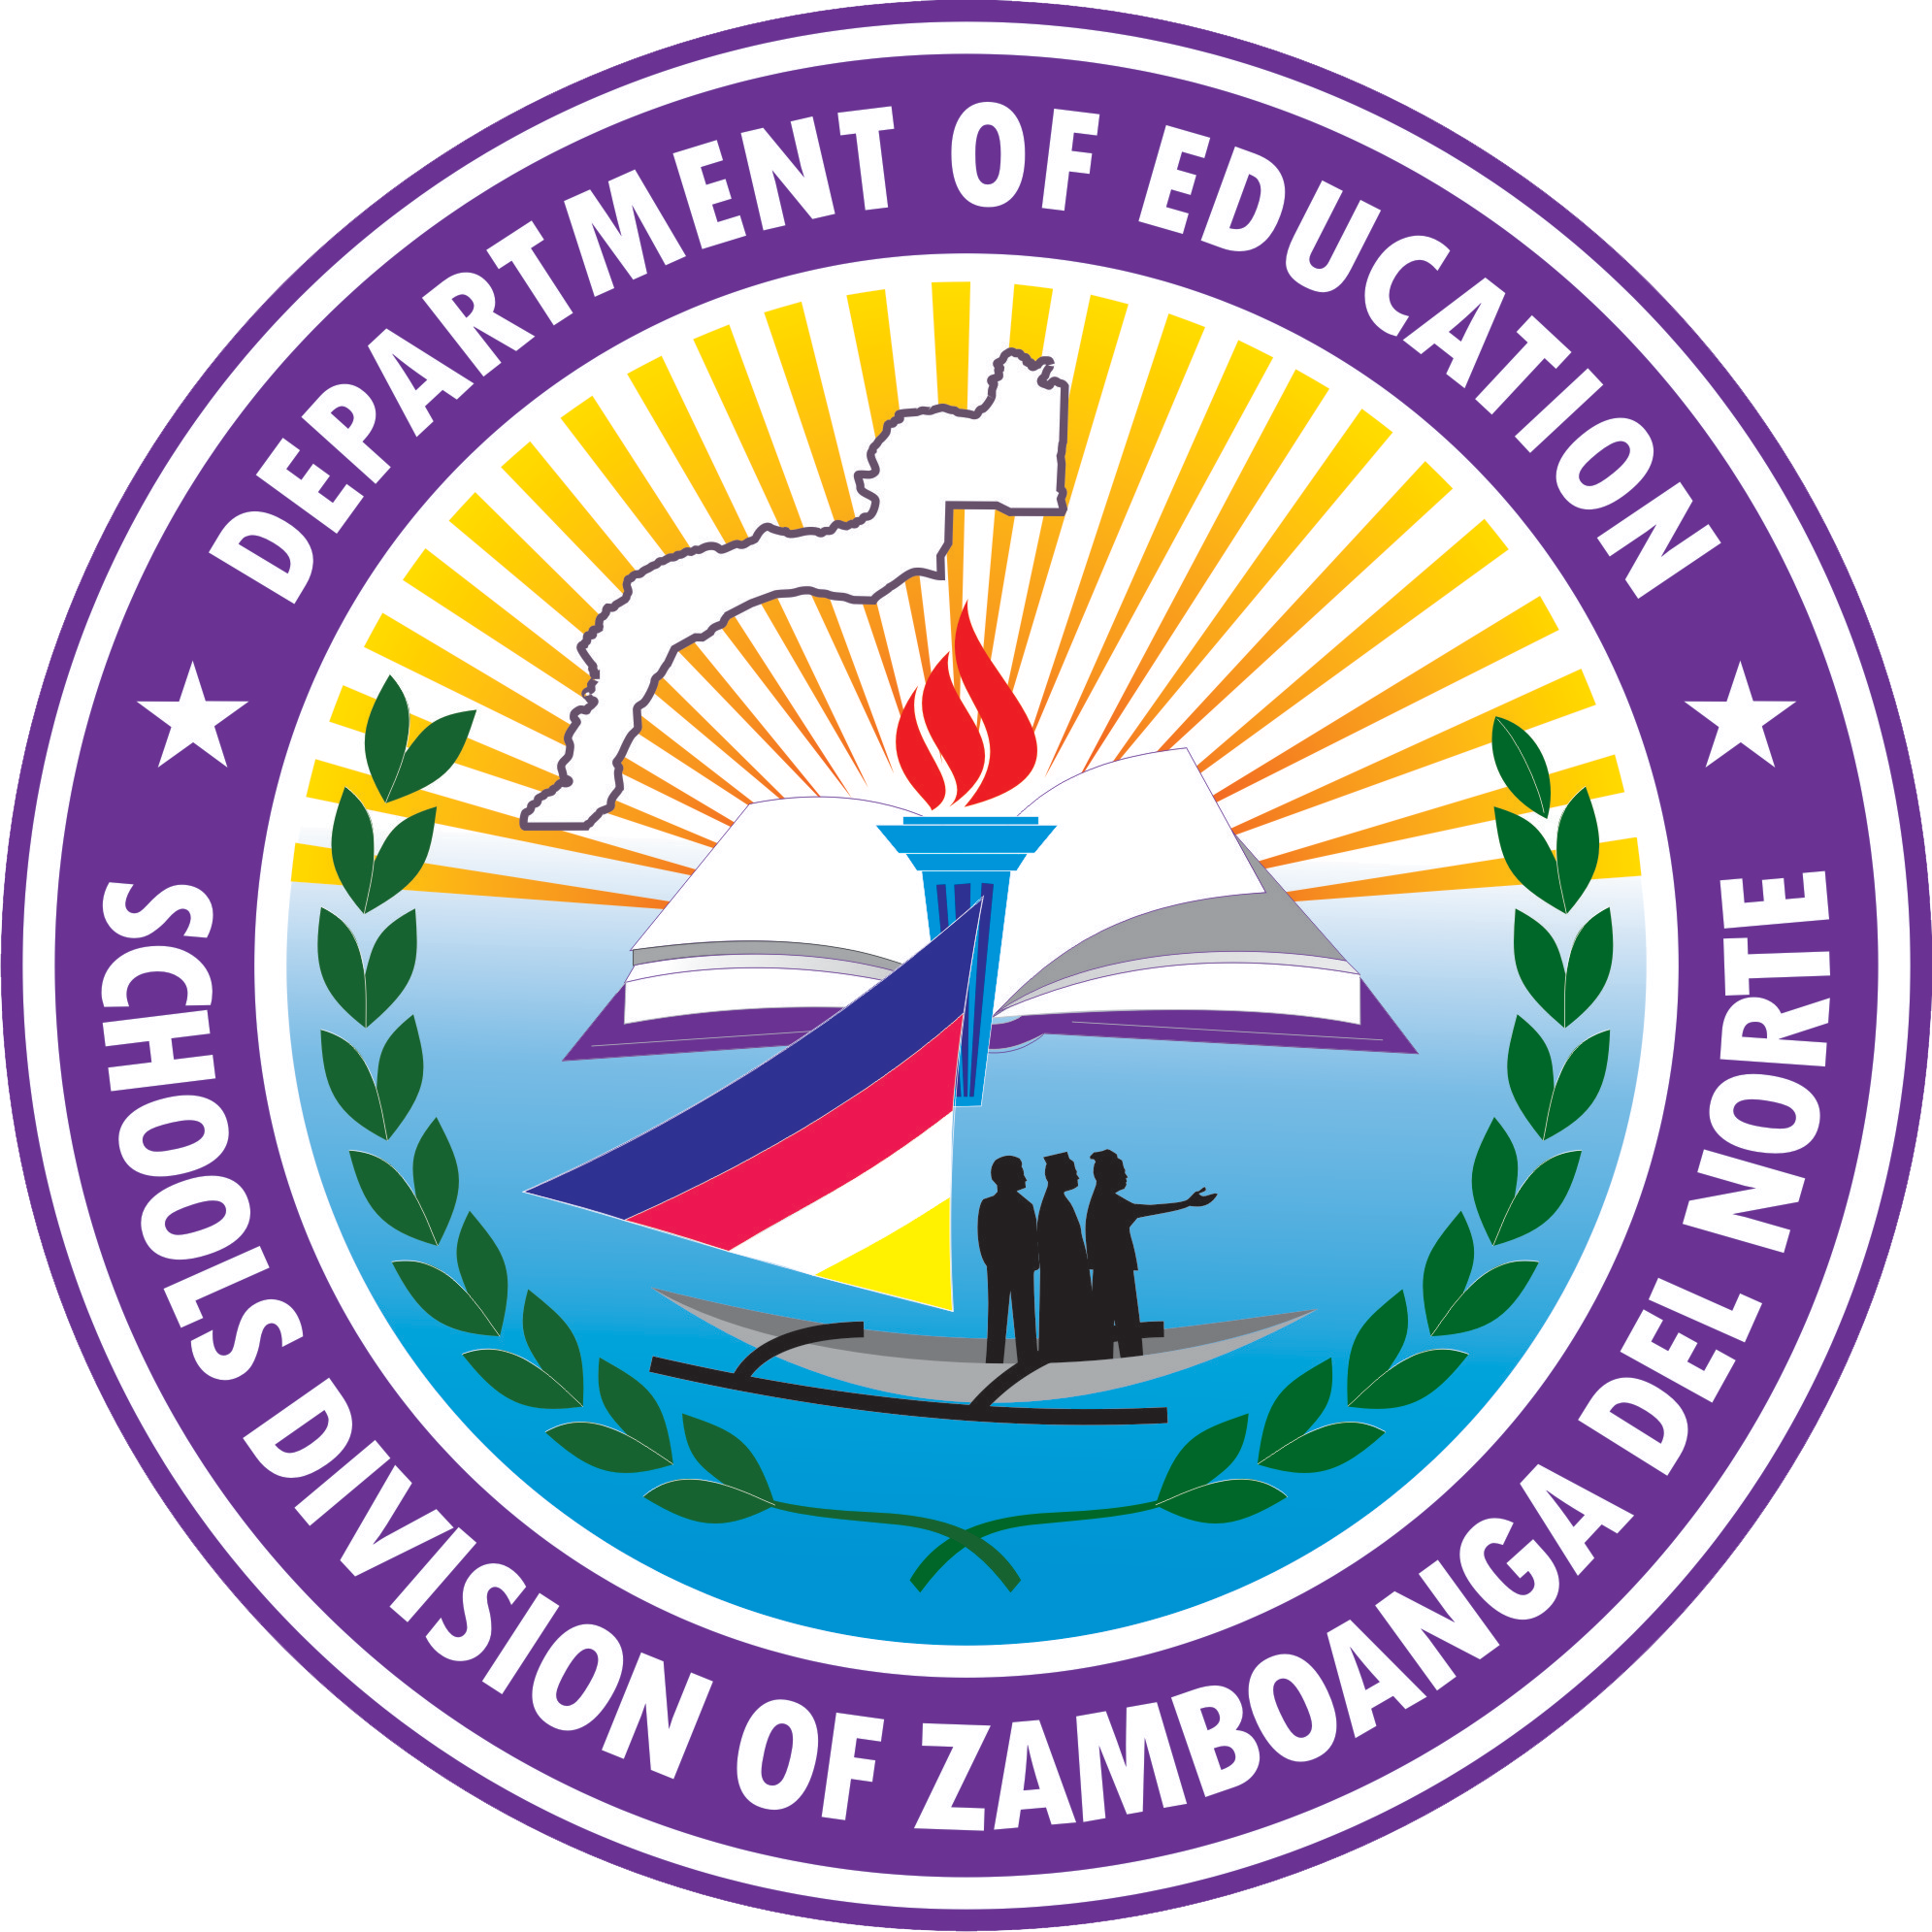 DEPARTMENT OF EDUCATION
SCHOOLS DIVISION OF ZAMBOANGA DEL NORTE